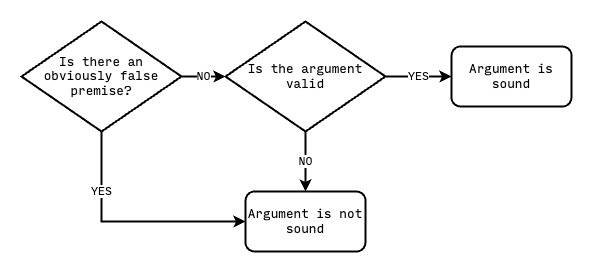 Is there an
obviously false
premise?
NO
Is the argument
valid
YES
Argument is
sound
NO
YES
Argument is not
sound